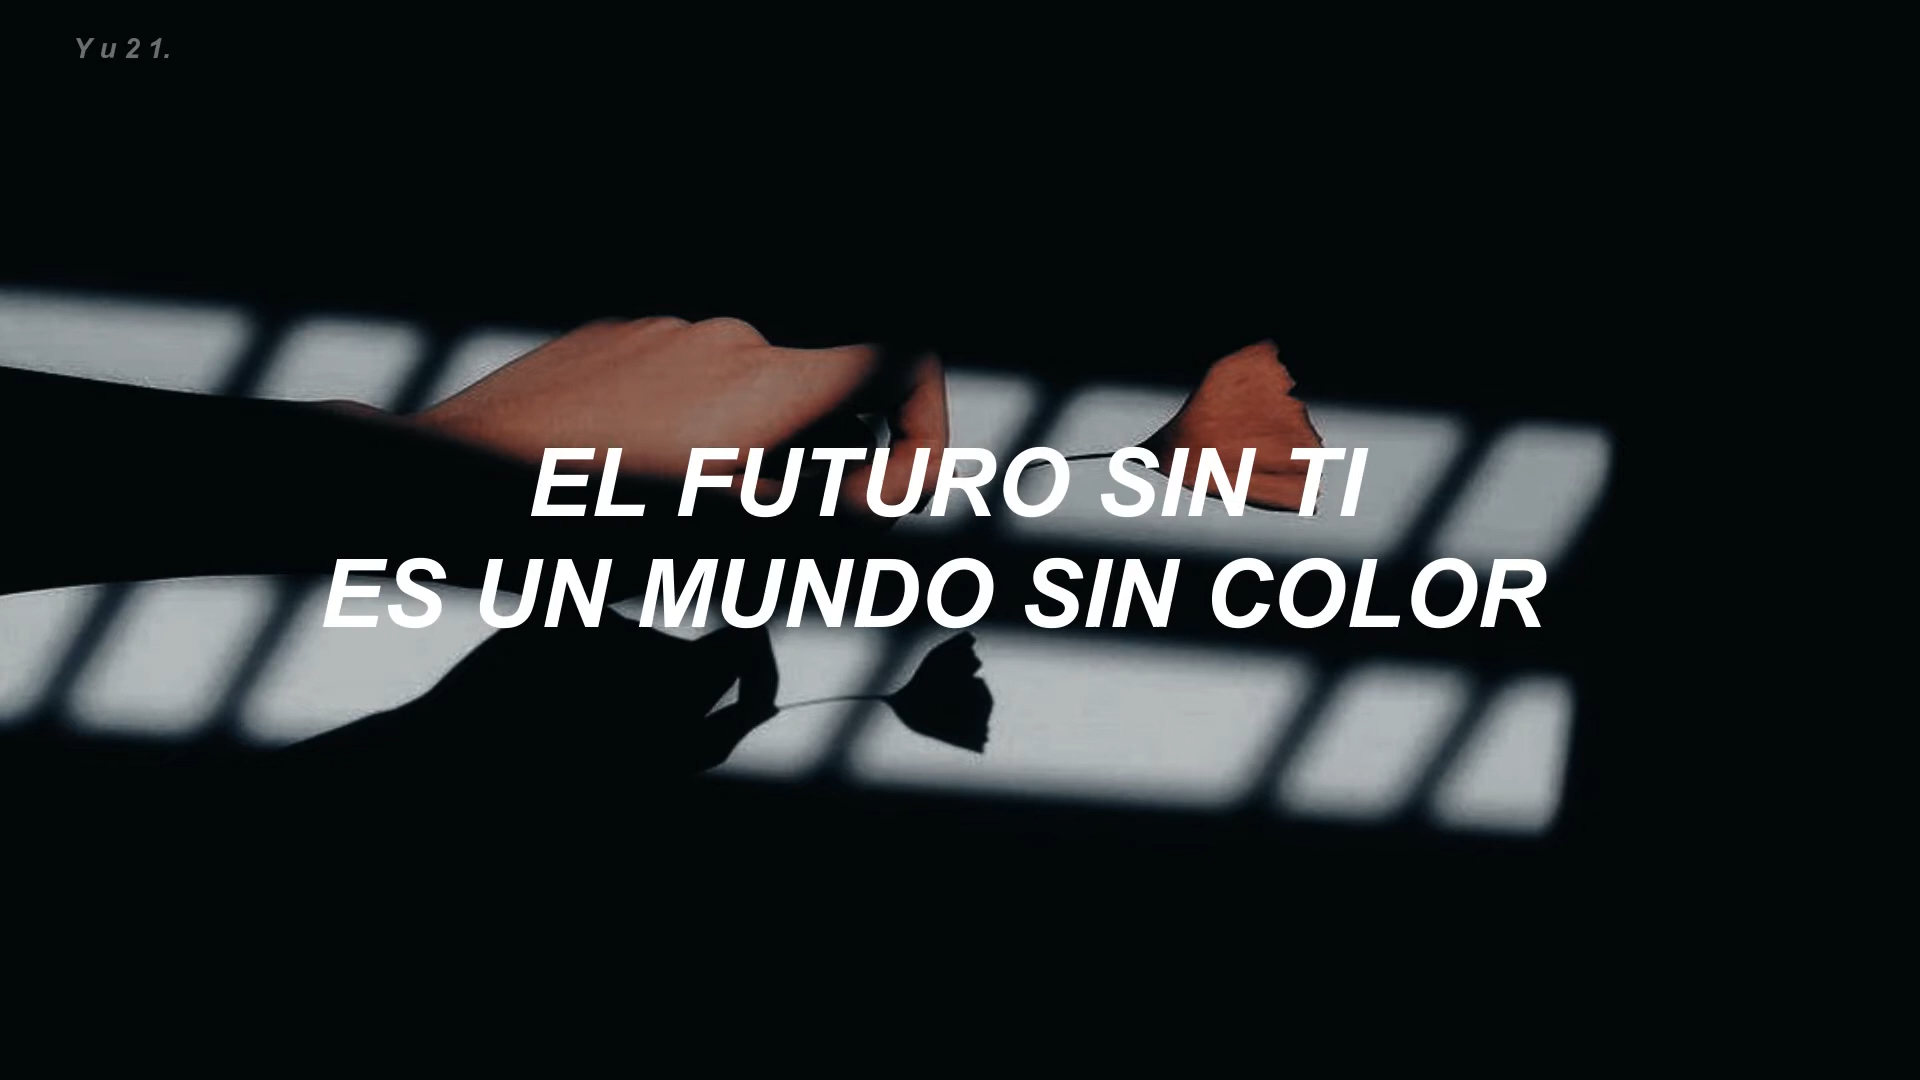 Yu21.
EL FUTURO SIN TI
ES UN MUNDO SIN COLOR